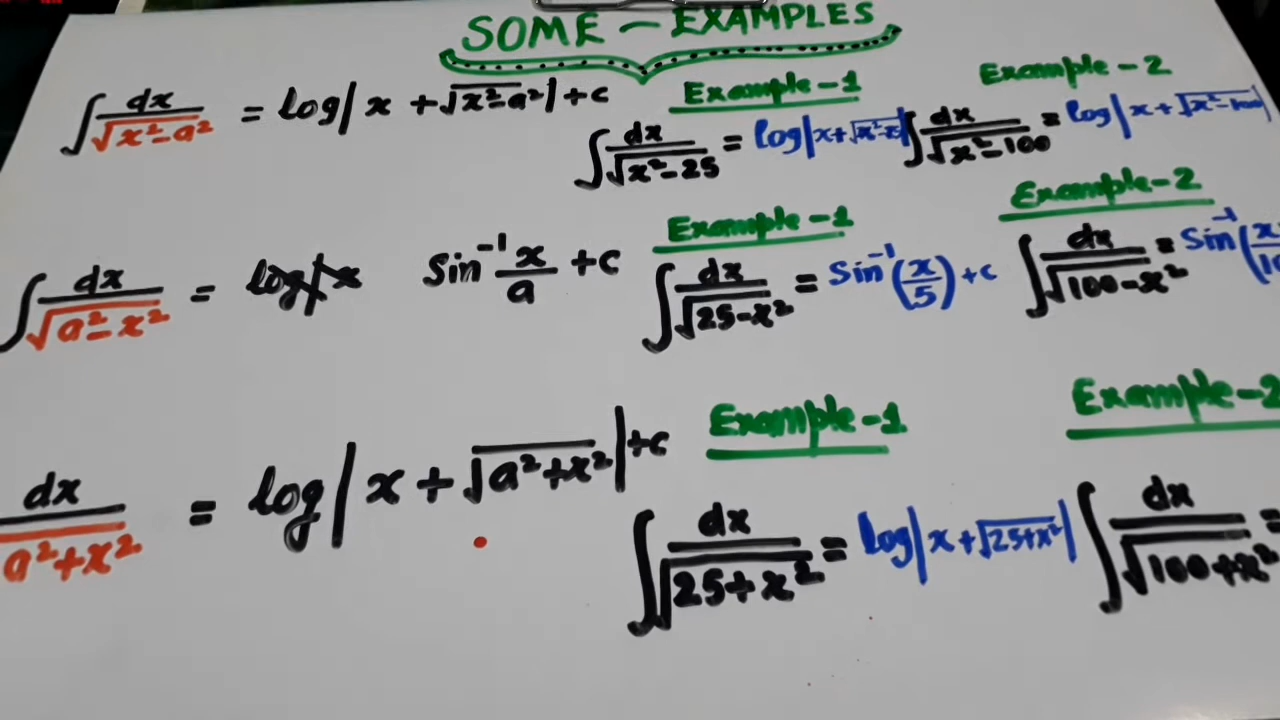 SOME - EXAMPLES
∫ dx/√(x²-a²) = log|x + √(x²-a²)| + c
Example-1
∫ dx/√(x²-25) = log|x+√(x²-25)|
Example-2
∫ dx/√(x²-100) = log|x+√(x²-100)|
∫ dx/√(a²-x²) = log|x Sin⁻¹ x/a + c
Example-1
∫ dx/√(25-x²) = Sin⁻¹(x/5) + c
Example-2
∫ dx/√(100-x²) = Sin⁻¹(x/10
dx/√(a²+x²) = log|x + √(a²+x²)| + c
Example-1
∫ dx/√(25+x²) = log|x+√(25+x²)|
Example-2
∫ dx/√(100+x²) =